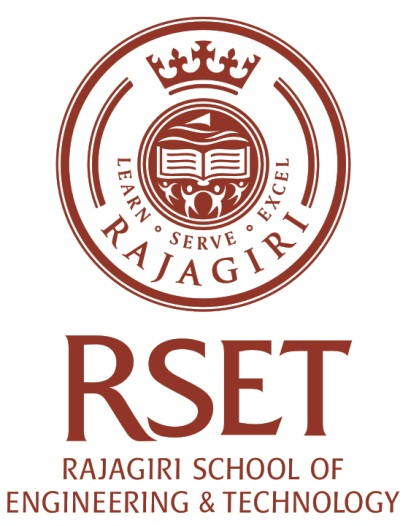 LEARN • SERVE • EXCEL
RAJAGIRI
RSET
RAJAGIRI SCHOOL OF
ENGINEERING & TECHNOLOGY